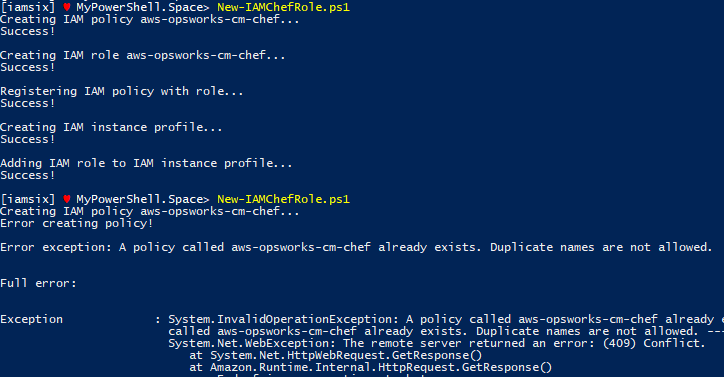 [iamsix] ♥ MyPowerShell.Space> New-IAMChefRole.ps1
Creating IAM policy aws-opsworks-cm-chef...
Success!
Creating IAM role aws-opsworks-cm-chef...
Success!
Registering IAM policy with role...
Success!
Creating IAM instance profile...
Success!
Adding IAM role to IAM instance profile...
Success!
[iamsix] ♥ MyPowerShell.Space> New-IAMChefRole.ps1
Creating IAM policy aws-opsworks-cm-chef...
Error creating policy!
Error exception: A policy called aws-opsworks-cm-chef already exists. Duplicate names are not allowed.
Full error:
Exception : System.InvalidOperationException: A policy called aws-opsworks-cm-chef already e
called aws-opsworks-cm-chef already exists. Duplicate names are not allowed. --
System.Net.WebException: The remote server returned an error: (409) Conflict.
at System.Net.HttpWebRequest.GetResponse()
at Amazon.Runtime.Internal.HttpRequest.GetResponse()